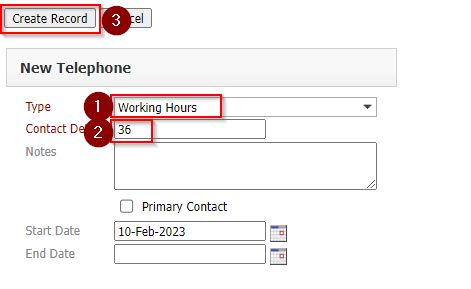 Create Record 3 cel
New Telephone
Type 1 Working Hours
Contact De 2 36
Notes
Primary Contact
Start Date 10-Feb-2023
End Date